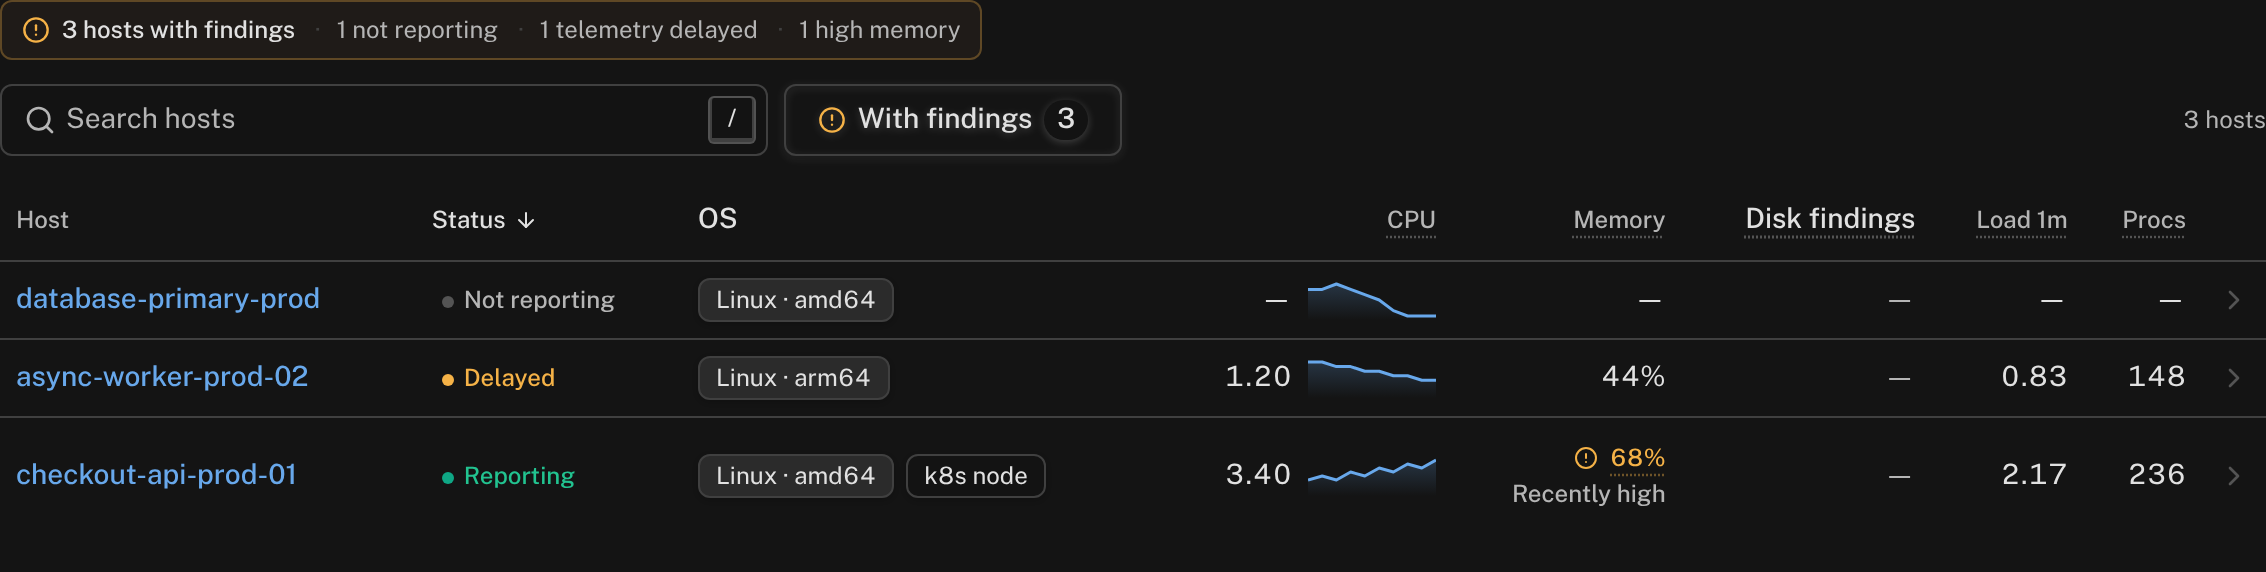 3 hosts with findings · 1 not reporting · 1 telemetry delayed · 1 high memory
Search hosts /
With findings 3
3 hosts
Host Status ↓ OS CPU Memory Disk findings Load 1m Procs
database-primary-prod Not reporting Linux · amd64 — — — — —
async-worker-prod-02 Delayed Linux · arm64 1.20 44% — 0.83 148
checkout-api-prod-01 Reporting Linux · amd64 k8s node 3.40 68% — 2.17 236
Recently high